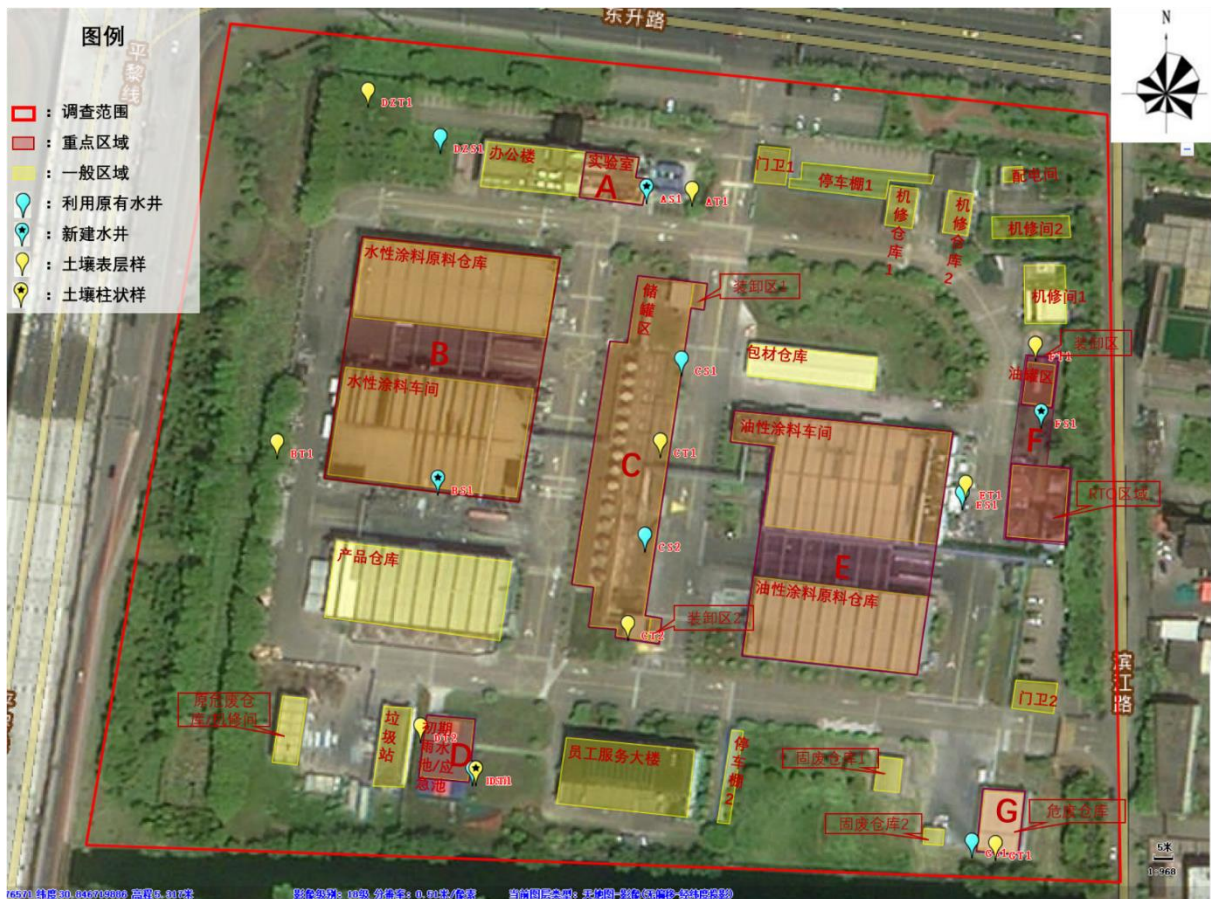 东升路
平黎线
图例
：调查范围
：重点区域
：一般区域
：利用原有水井
：新建水井
：土壤表层样
：土壤柱状样
N
DZT1
DZS1
办公楼
实验室
A
AS1
AT1
门卫1
停车棚1
机修仓库1
机修仓库2
配电间
机修间2
机修间1
水性涂料原料仓库
B
水性涂料车间
BT1
BS1
储罐区
装卸区1
CS1
C
CT1
CS2
装卸区2
CT2
包材仓库
油性涂料车间
E
油性涂料原料仓库
ET1
ES1
装卸区
FT1
油罐区
FS1
F
RTO区域
产品仓库
原危废仓
库/机修间
垃圾站
初期
雨水
池/应
急池
D
DT2
员工服务大楼
停车棚2
门卫2
滨江路
固废仓库1
固废仓库2
G
危废仓库
GT1
5米
1:968